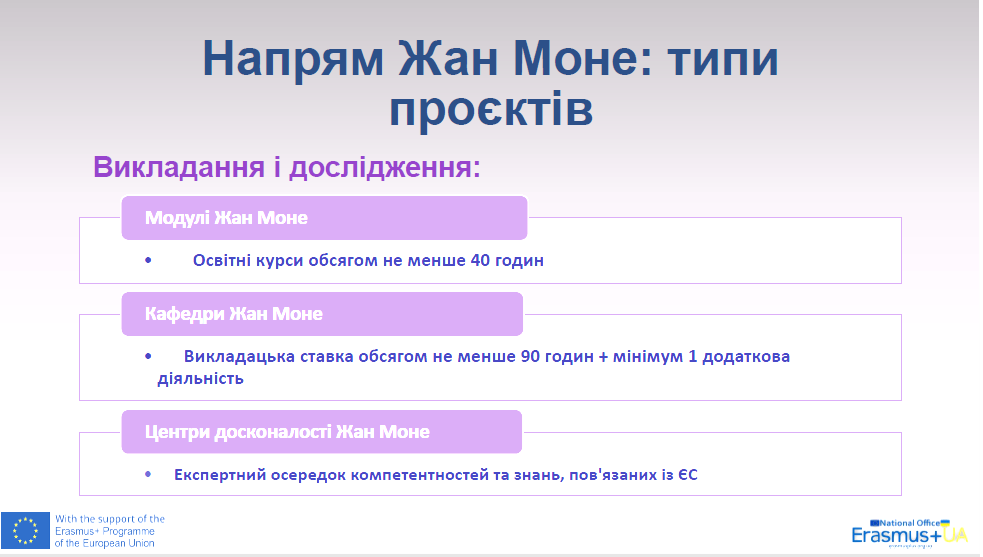 Напрям Жан Моне: типи
проєктів
Викладання і дослідження:
Модулі Жан Моне
• Освітні курси обсягом не менше 40 годин
Кафедри Жан Моне
• Викладацька ставка обсягом не менше 90 годин + мінімум 1 додаткова
діяльність
Центри досконалості Жан Моне
• Експертний осередок компетентностей та знань, пов'язаних із ЄС
With the support of the
Erasmus+ Programme
of the European Union
National Office
Erasmus+UA